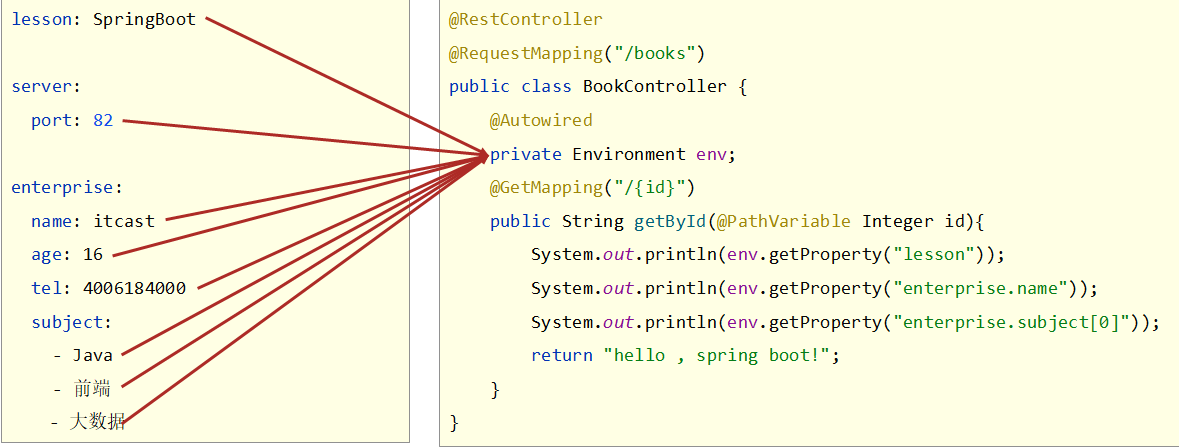 lesson: SpringBoot
server:
port: 82
enterprise:
name: itcast
age: 16
tel: 4006184000
subject:
- Java
- 前端
- 大数据
@RestController
@RequestMapping("/books")
public class BookController {
@Autowired
private Environment env;
@GetMapping("/{id}")
public String getById(@PathVariable Integer id){
System.out.println(env.getProperty("lesson"));
System.out.println(env.getProperty("enterprise.name"));
System.out.println(env.getProperty("enterprise.subject[0]"));
return "hello , spring boot!";
}
}